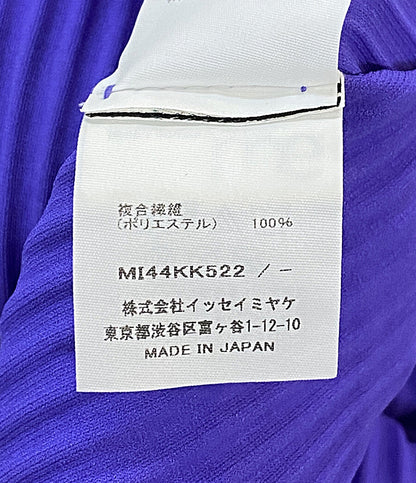 複合繊維
(ポリエステル) 100%
MI44KK522 / -
株式会社イッセイミヤケ
東京都渋谷区富ヶ谷1-12-10
MADE IN JAPAN